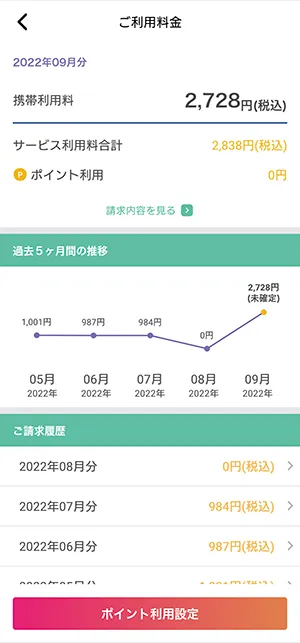 ご利用料金
2022年09月分
携帯利用料 2,728円(税込)
サービス利用料合計 2,838円(税込)
P ポイント利用 0円
請求内容を見る
過去5ヶ月間の推移
2,728円
(未確定)
1,001円 987円 984円 0円
05月 06月 07月 08月 09月
2022年 2022年 2022年 2022年 2022年
ご請求履歴
2022年08月分 0円(税込)
2022年07月分 984円(税込)
2022年06月分 987円(税込)
ポイント利用設定